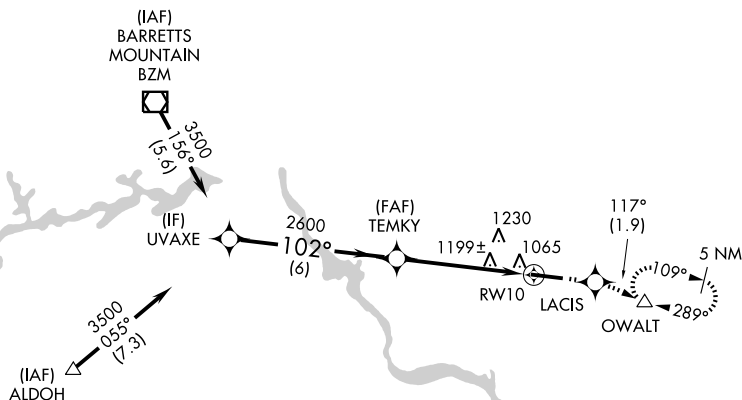 (IAF)
BARRETTS
MOUNTAIN
BZM
3500
156°
(5.6)
(IF)
UVAXE
2600
102°
(6)
(FAF)
TEMKY
1230
1199±
1065
RW10
LACIS
117°
(1.9)
OWALT
109°
289°
5 NM
3500
055°
(7.3)
(IAF)
ALDOH